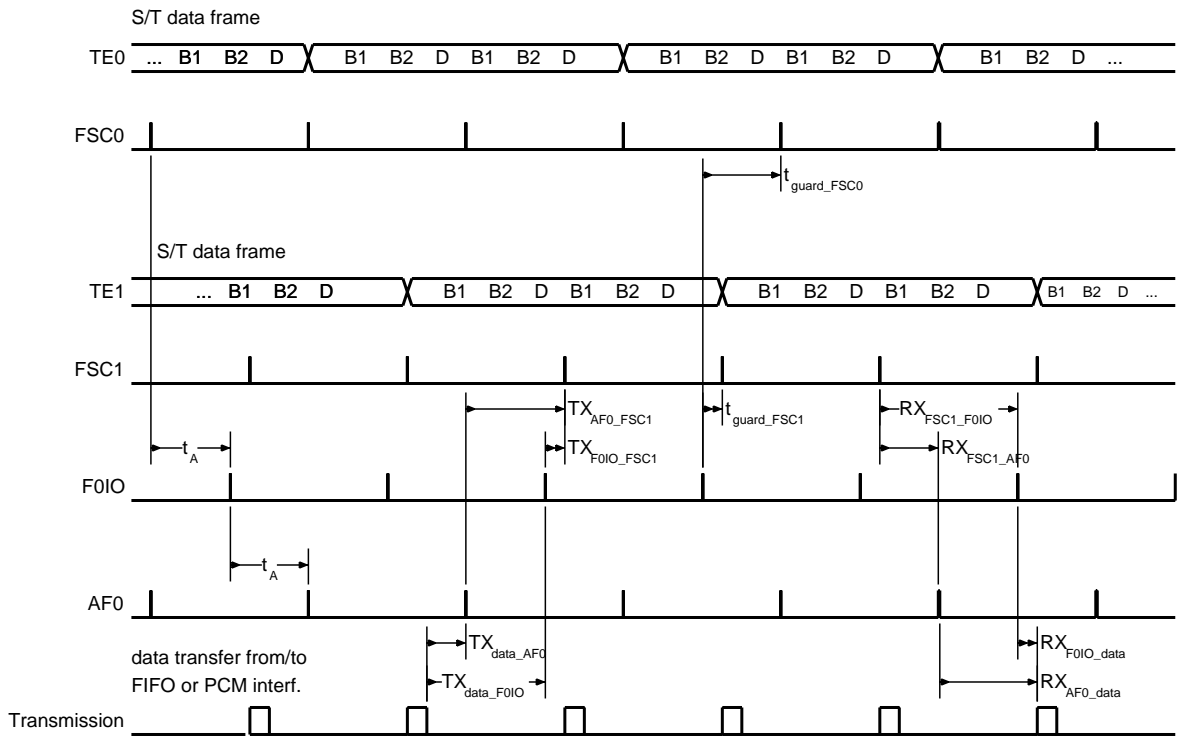 S/T data frame
TE0 ... B1 B2 D B1 B2 D B1 B2 D B1 B2 D B1 B2 D B1 B2 D ...
FSC0
t guard_FSC0
S/T data frame
TE1 ... B1 B2 D B1 B2 D B1 B2 D B1 B2 D B1 B2 D B1 B2 D ...
FSC1
TX AF0_FSC1 t guard_FSC1 RX FSC1_F0IO
t A TX F0IO_FSC1 RX FSC1_AF0
F0IO
t A
AF0
TX data_AF0 RX F0IO_data
data transfer from/to
FIFO or PCM interf. TX data_F0IO RX AF0_data
Transmission